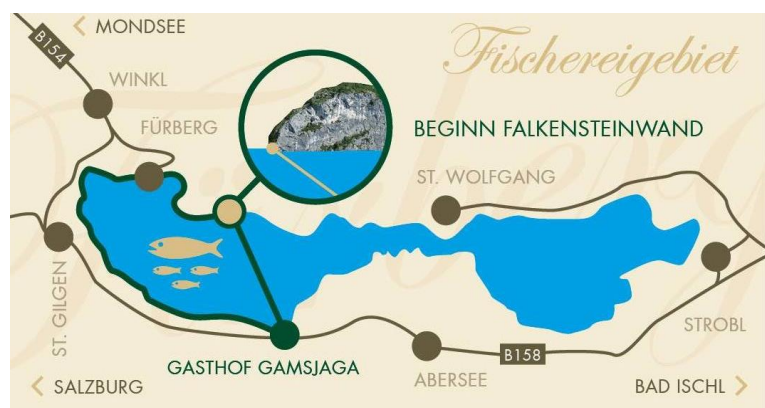 MONDSEE
B154
Fischereigebiet
WINKL
FÜRBERG
BEGINN FALKENSTEINWAND
ST. WOLFGANG
ST. GILGEN
STROBL
GASTHOF GAMSJAGA
B158
ABERSEE
SALZBURG
BAD ISCHL